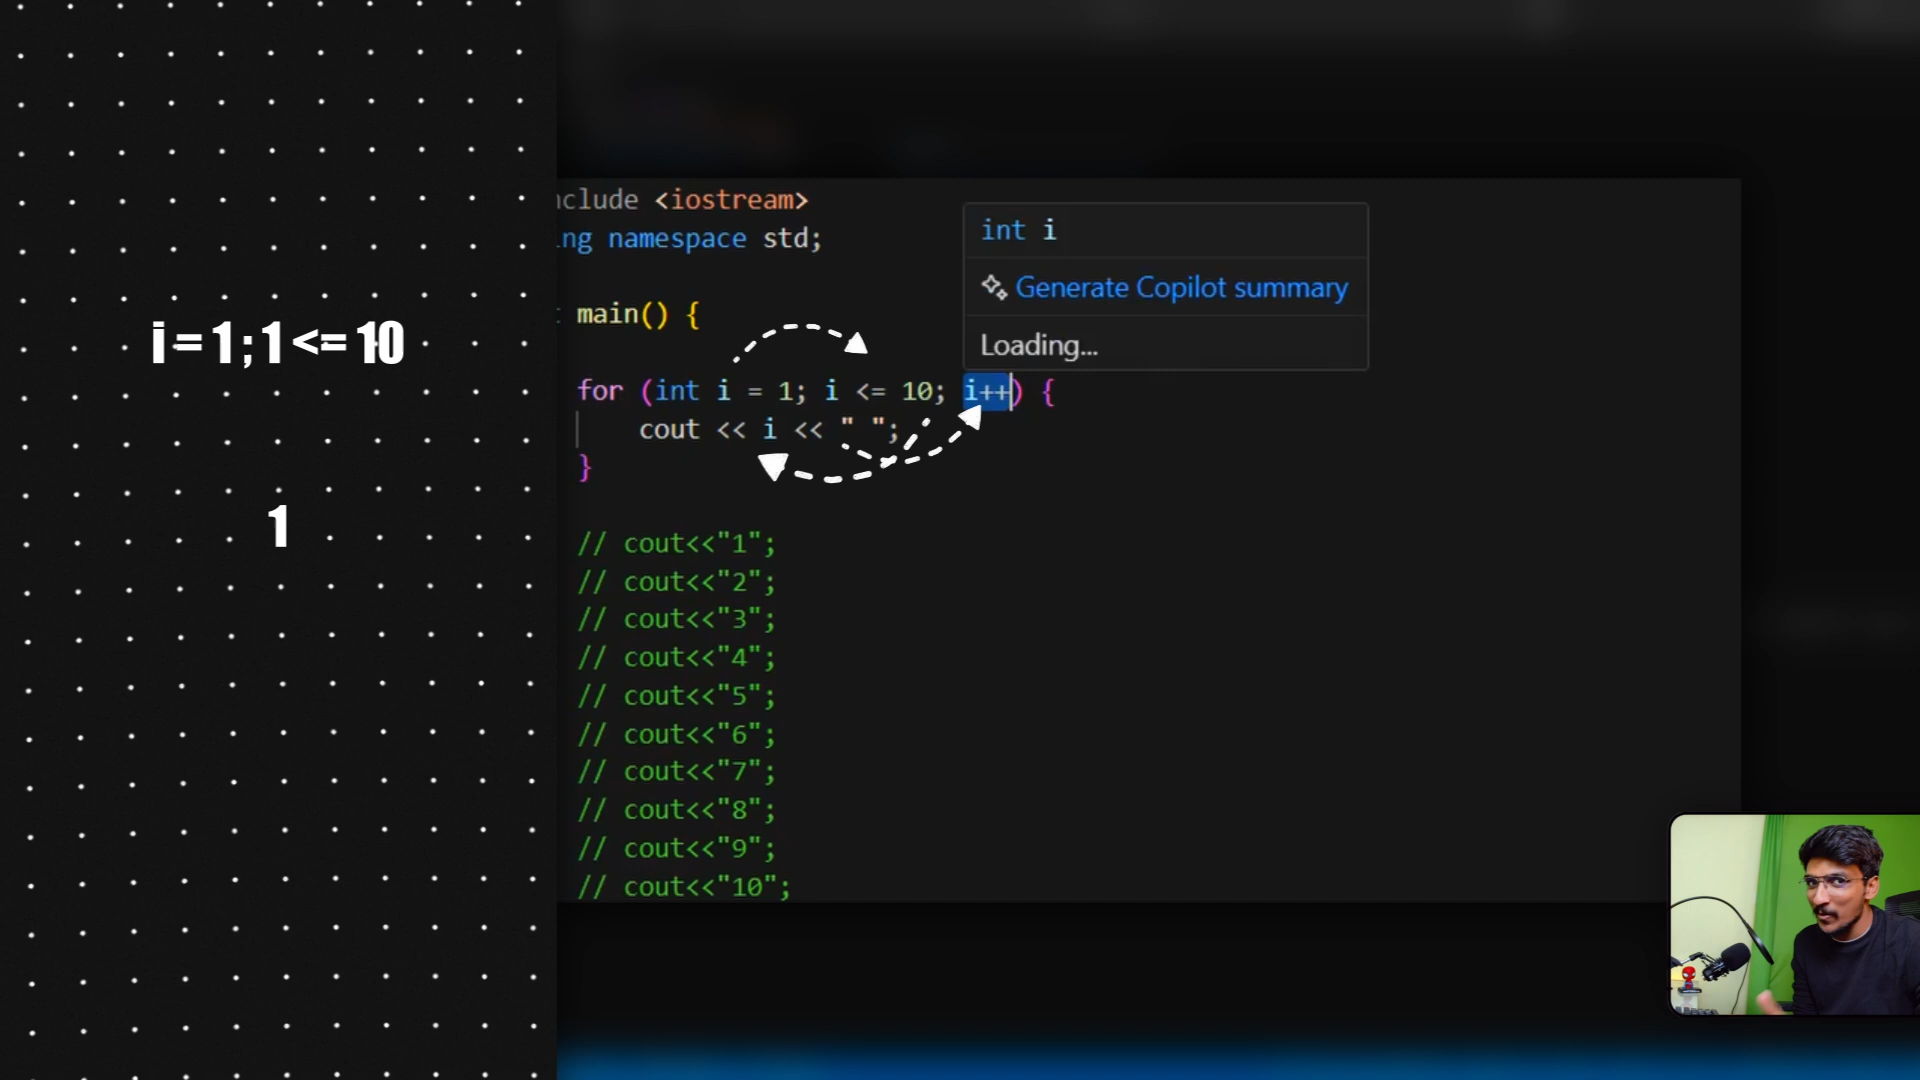 i = 1 ; 1 <= 10
1
nclude <iostream>
ng namespace std;
main() {
for (int i = 1; i <= 10; i++) {
cout << i << " ";
}
// cout<<"1";
// cout<<"2";
// cout<<"3";
// cout<<"4";
// cout<<"5";
// cout<<"6";
// cout<<"7";
// cout<<"8";
// cout<<"9";
// cout<<"10";
int i
Generate Copilot summary
Loading...